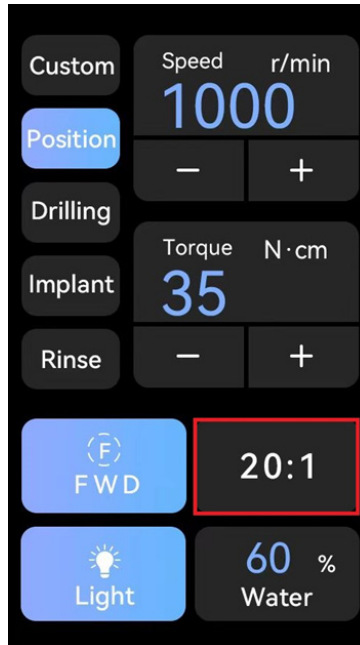 Custom
Position
Drilling
Implant
Rinse
Speed r/min
1000
− +
Torque N·cm
35
− +
(F)
FWD
20:1
Light
60 %
Water